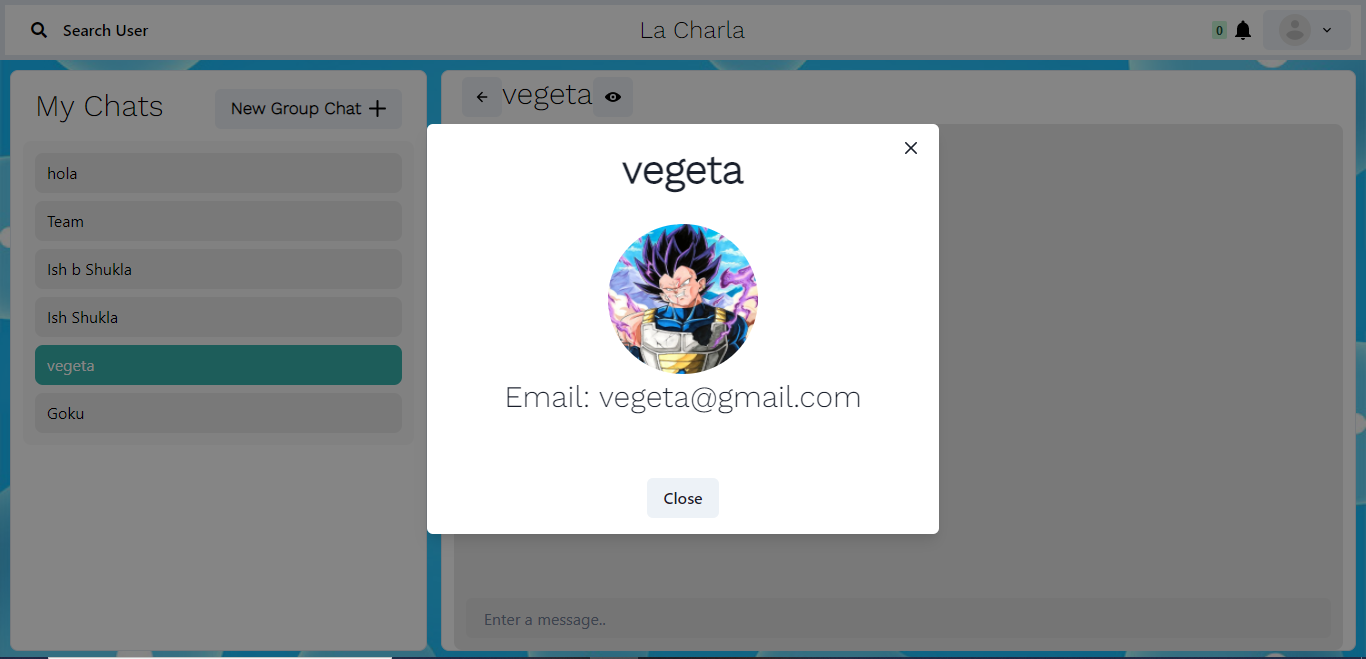 Search User
La Charla
0
My Chats
New Group Chat +
hola
Team
Ish b Shukla
Ish Shukla
vegeta
Goku
vegeta
vegeta
Email: vegeta@gmail.com
Close
Enter a message..